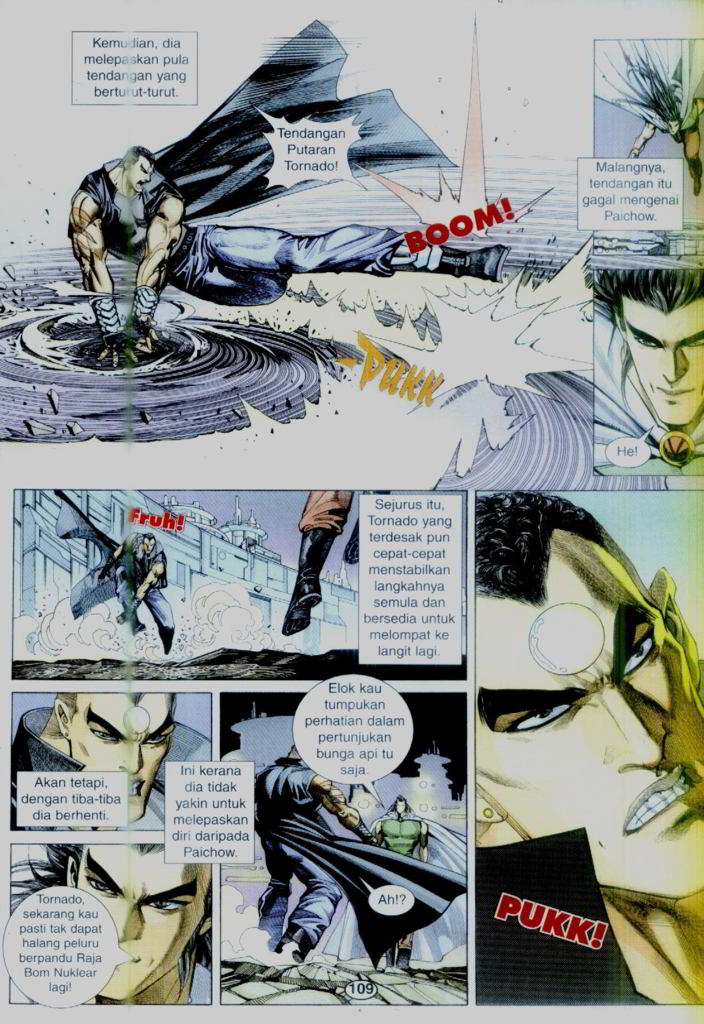 Kemudian, dia
melepaskan pula
tendangan yang
berturut-turut.
Tendangan
Putaran
Tornado!
BOOM!
PUKK
Malangnya,
tendangan itu
gagal mengenai
Paichow.
He!
Fruh!
Sejurus itu,
Tornado yang
terdesak pun
cepat-cepat
menstabilkan
langkahnya
semula dan
bersedia untuk
melompat ke
langit lagi.
Akan tetapi,
dengan tiba-tiba
dia berhenti.
Ini kerana
dia tidak
yakin untuk
melepaskan
diri daripada
Paichow.
Elok kau
tumpukan
perhatian dalam
pertunjukan
bunga api tu
saja.
Ah!?
Tornado,
sekarang kau
pasti tak dapat
halang peluru
berpandu Raja
Bom Nuklear
lagi!
PUKK!
109